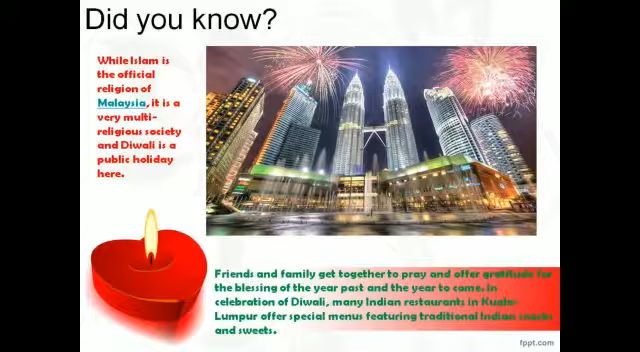 Did you know?
While Islam is
the official
religion of
Malaysia, it is a
very multi-
religious society
and Diwali is a
public holiday
here.
Friends and family get together to pray and offer gratitude for
the blessing of the year past and the year to come. In
celebration of Diwali, many Indian restaurants in Kuala
Lumpur offer special menus featuring traditional Indian snacks
and sweets.
fppt.com